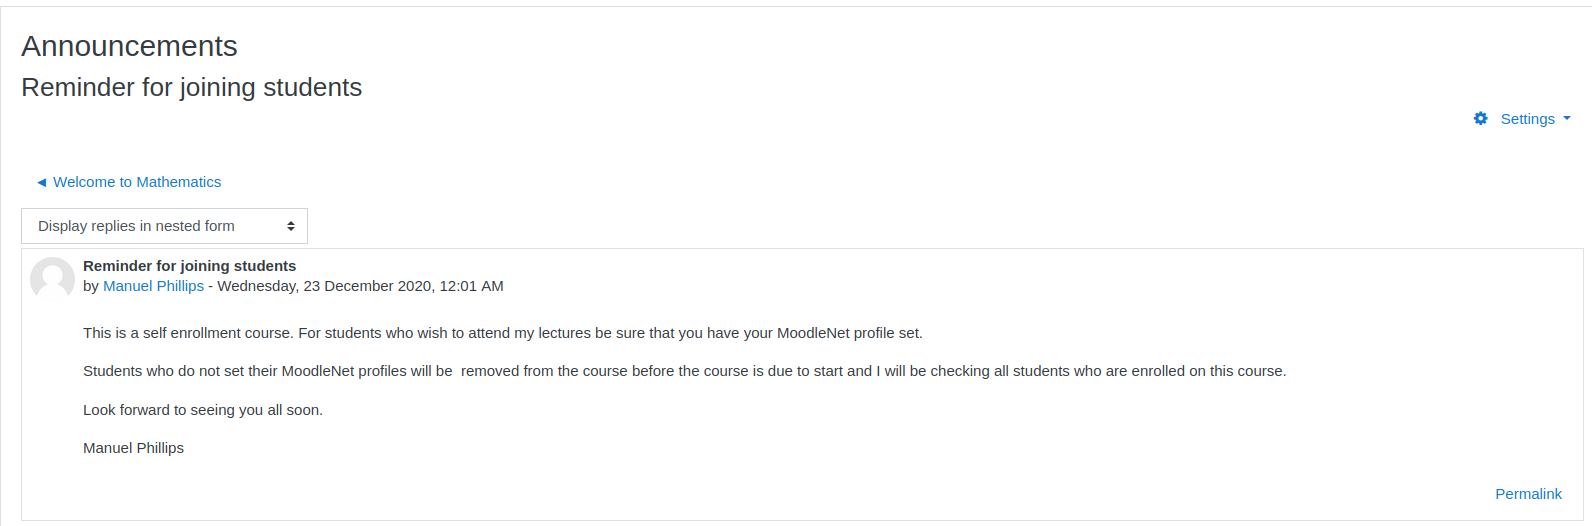 Announcements
Reminder for joining students
Settings
◄ Welcome to Mathematics
Display replies in nested form
Reminder for joining students
by Manuel Phillips - Wednesday, 23 December 2020, 12:01 AM
This is a self enrollment course. For students who wish to attend my lectures be sure that you have your MoodleNet profile set.
Students who do not set their MoodleNet profiles will be  removed from the course before the course is due to start and I will be checking all students who are enrolled on this course.
Look forward to seeing you all soon.
Manuel Phillips
Permalink